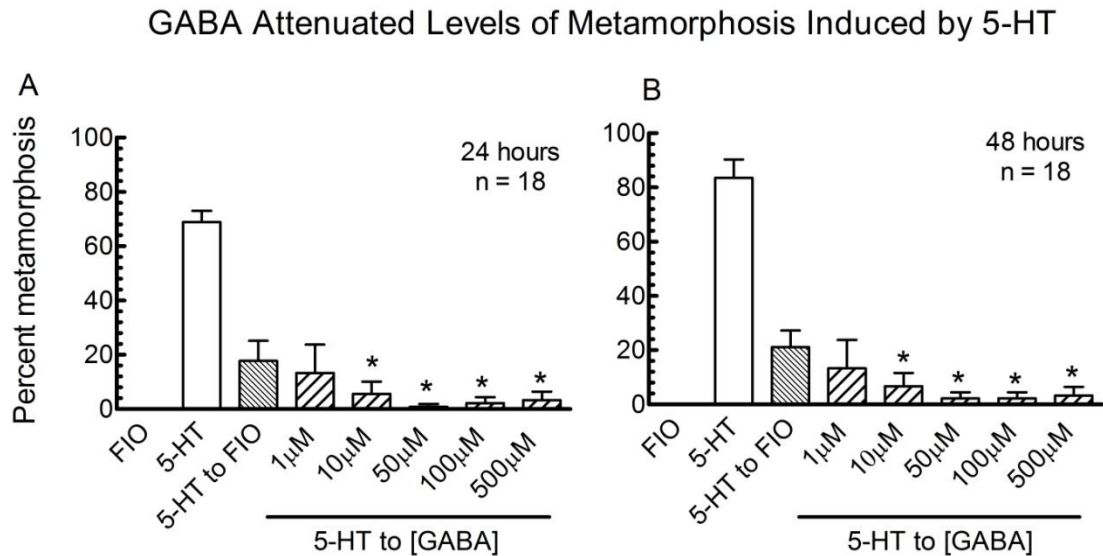 GABA Attenuated Levels of Metamorphosis Induced by 5-HT
A
Percent metamorphosis
100
80
60
40
20
0
24 hours
n = 18
*
*
*
*
FIO
5-HT
5-HT to FIO
1μM
10μM
50μM
100μM
500μM
5-HT to [GABA]
B
100
80
60
40
20
0
48 hours
n = 18
*
*
*
*
FIO
5-HT
5-HT to FIO
1μM
10μM
50μM
100μM
500μM
5-HT to [GABA]